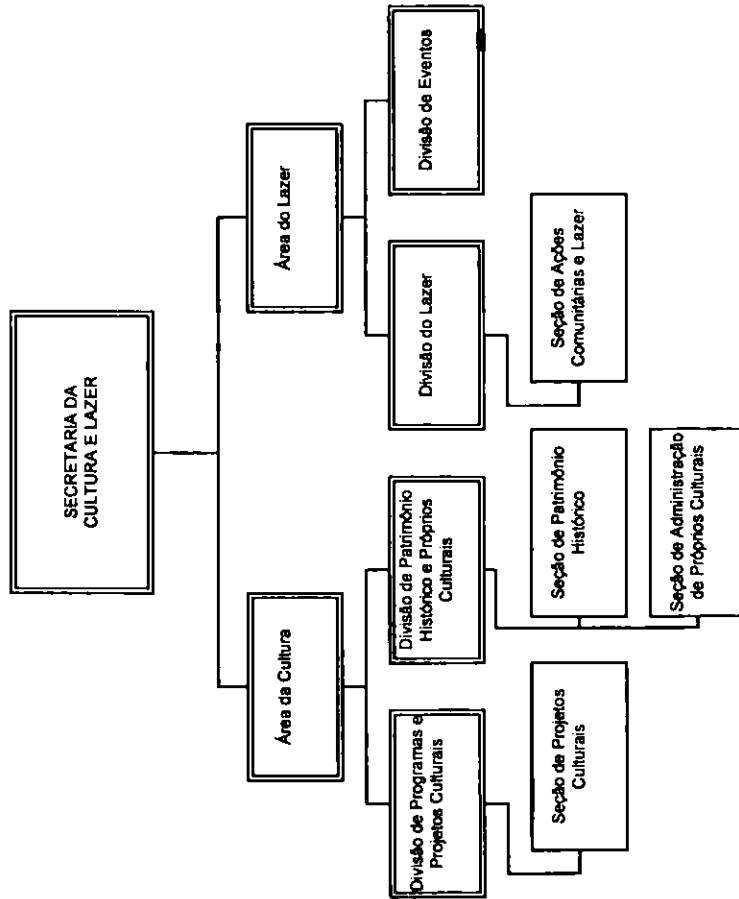 SECRETARIA DA
CULTURA E LAZER
Área da Cultura
Área do Lazer
Divisão de Programas e
Projetos Culturais
Divisão de Patrimônio
Histórico e Próprios
Culturais
Divisão do Lazer
Divisão de Eventos
Seção de Projetos
Culturais
Seção de Patrimônio
Histórico
Seção de Ações
Comunitárias e Lazer
Seção de Administração
de Próprios Culturais